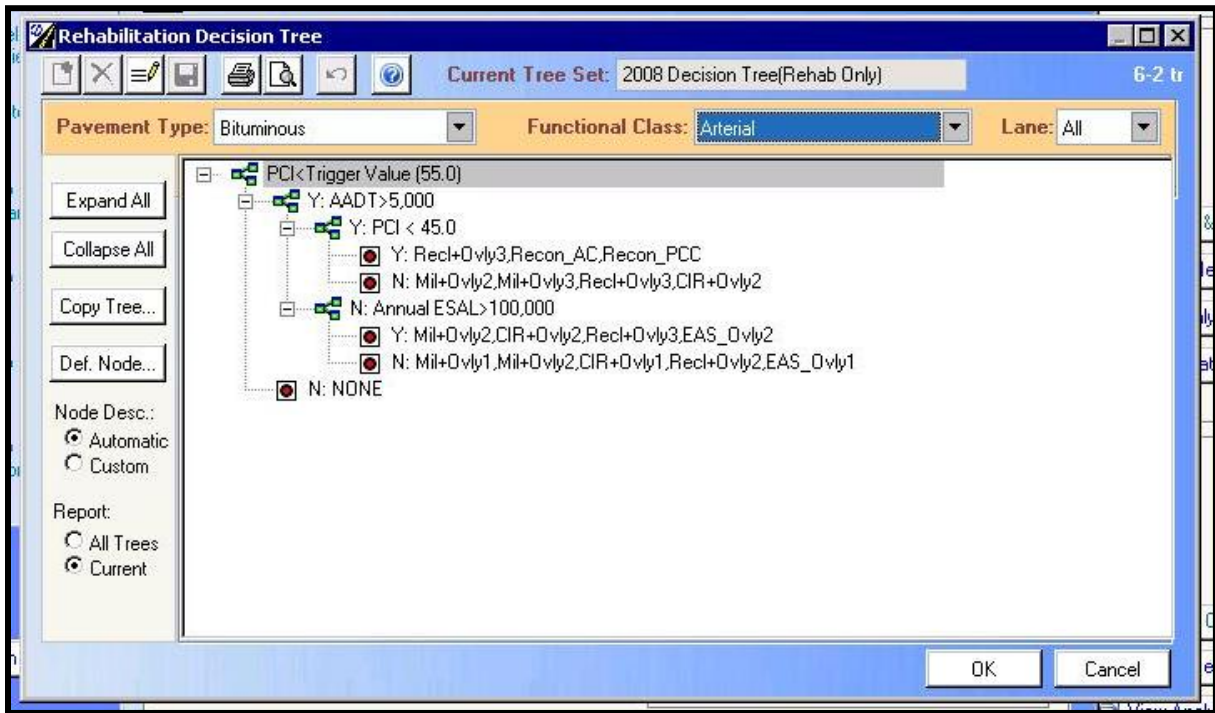 Rehabilitation Decision Tree
Current Tree Set: 2008 Decision Tree(Rehab Only)
6-2 tr
Pavement Type: Bituminous Functional Class: Arterial Lane: All
Expand All
Collapse All
Copy Tree...
Def. Node...
Node Desc.:
Automatic
Custom
Report:
All Trees
Current
PCI<Trigger Value (55.0)
Y: AADT>5,000
Y: PCI < 45.0
Y: Recl+Ovly3,Recon_AC,Recon_PCC
N: Mil+Ovly2,Mil+Ovly3,Recl+Ovly3,CIR+Ovly2
N: Annual ESAL>100,000
Y: Mil+Ovly2,CIR+Ovly2,Recl+Ovly3,EAS_Ovly2
N: Mil+Ovly1,Mil+Ovly2,CIR+Ovly1,Recl+Ovly2,EAS_Ovly1
N: NONE
OK Cancel